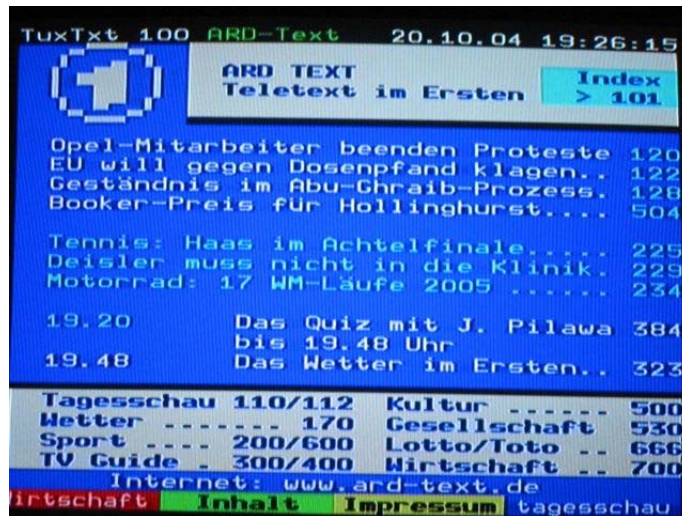 TuxTxt 100 ARD-Text 20.10.04 19:26:15
ARD TEXT Index
Teletext im Ersten > 101
Opel-Mitarbeiter beenden Proteste 120
EU will gegen Dosenpfand klagen.. 122
Geständnis im Abu-Ghraib-Prozess. 128
Booker-Preis für Hollinghurst.... 504
Tennis: Haas im Achtelfinale..... 225
Deisler muss nicht in die Klinik. 229
Motorrad: 17 WM-Läufe 2005 ...... 234
19.20 Das Quiz mit J. Pilawa 384
bis 19.48 Uhr
19.48 Das Wetter im Ersten.. 323
Tagesschau 110/112 Kultur ------ 500
Wetter ------- 170 Gesellschaft 530
Sport ---- 200/600 Lotto/Toto -- 666
TV Guide . 300/400 Wirtschaft -- 700
Internet: www.ard-text.de
irtschaft Inhalt Impressum tagesschau